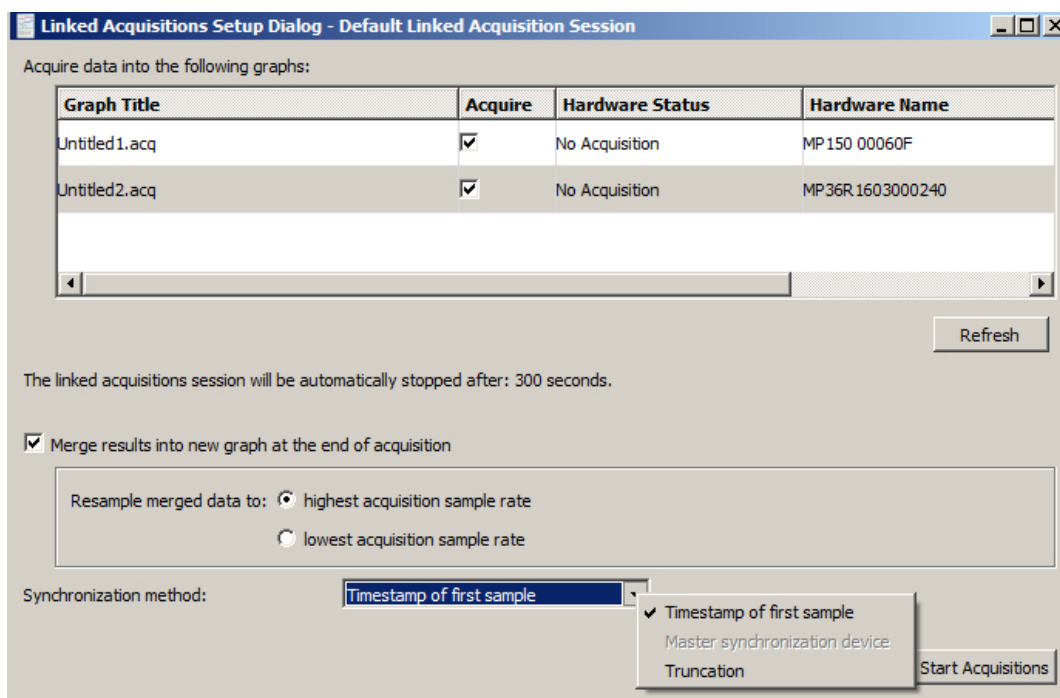 Linked Acquisitions Setup Dialog - Default Linked Acquisition Session
Acquire data into the following graphs:
Graph Title Acquire Hardware Status Hardware Name
Untitled1.acq No Acquisition MP150 00060F
Untitled2.acq No Acquisition MP36R1603000240
Refresh
The linked acquisitions session will be automatically stopped after: 300 seconds.
Merge results into new graph at the end of acquisition
Resample merged data to: highest acquisition sample rate
lowest acquisition sample rate
Synchronization method: Timestamp of first sample
Timestamp of first sample
Master synchronization device
Truncation
Start Acquisitions